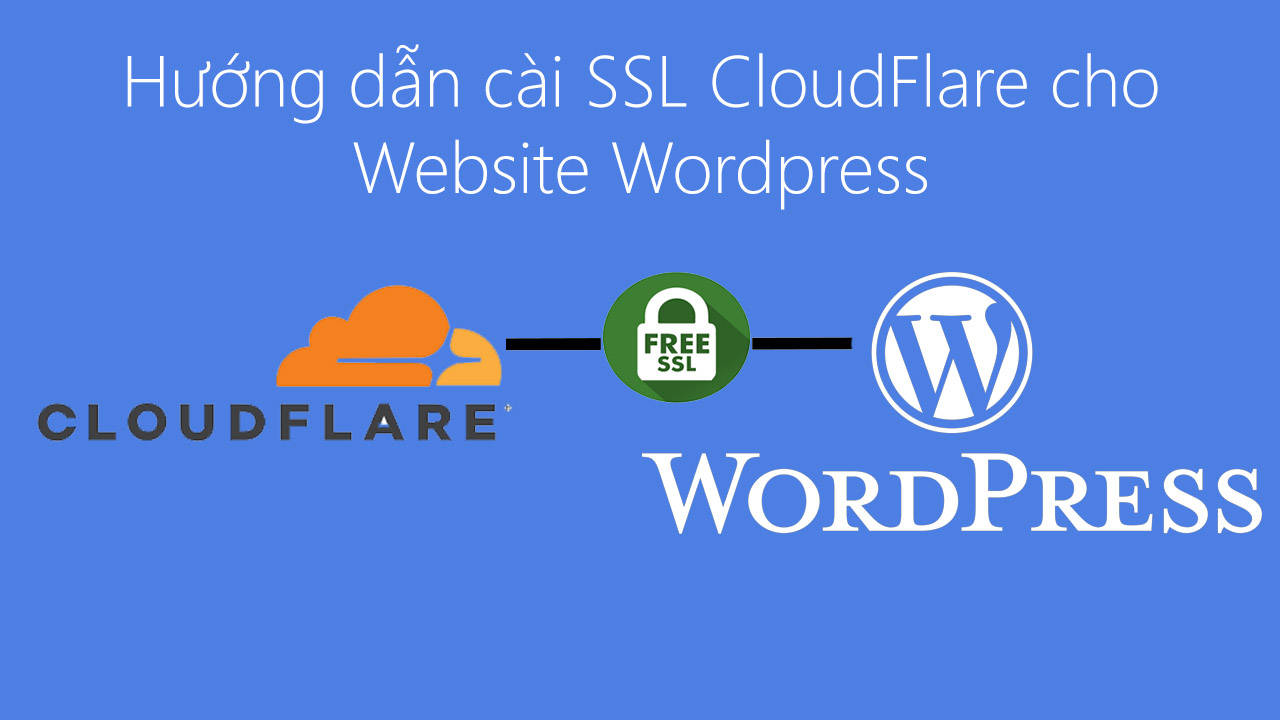 Hướng dẫn cài SSL CloudFlare cho
Website Wordpress
FREE
SSL
CLOUDFLARE
WORDPRESS